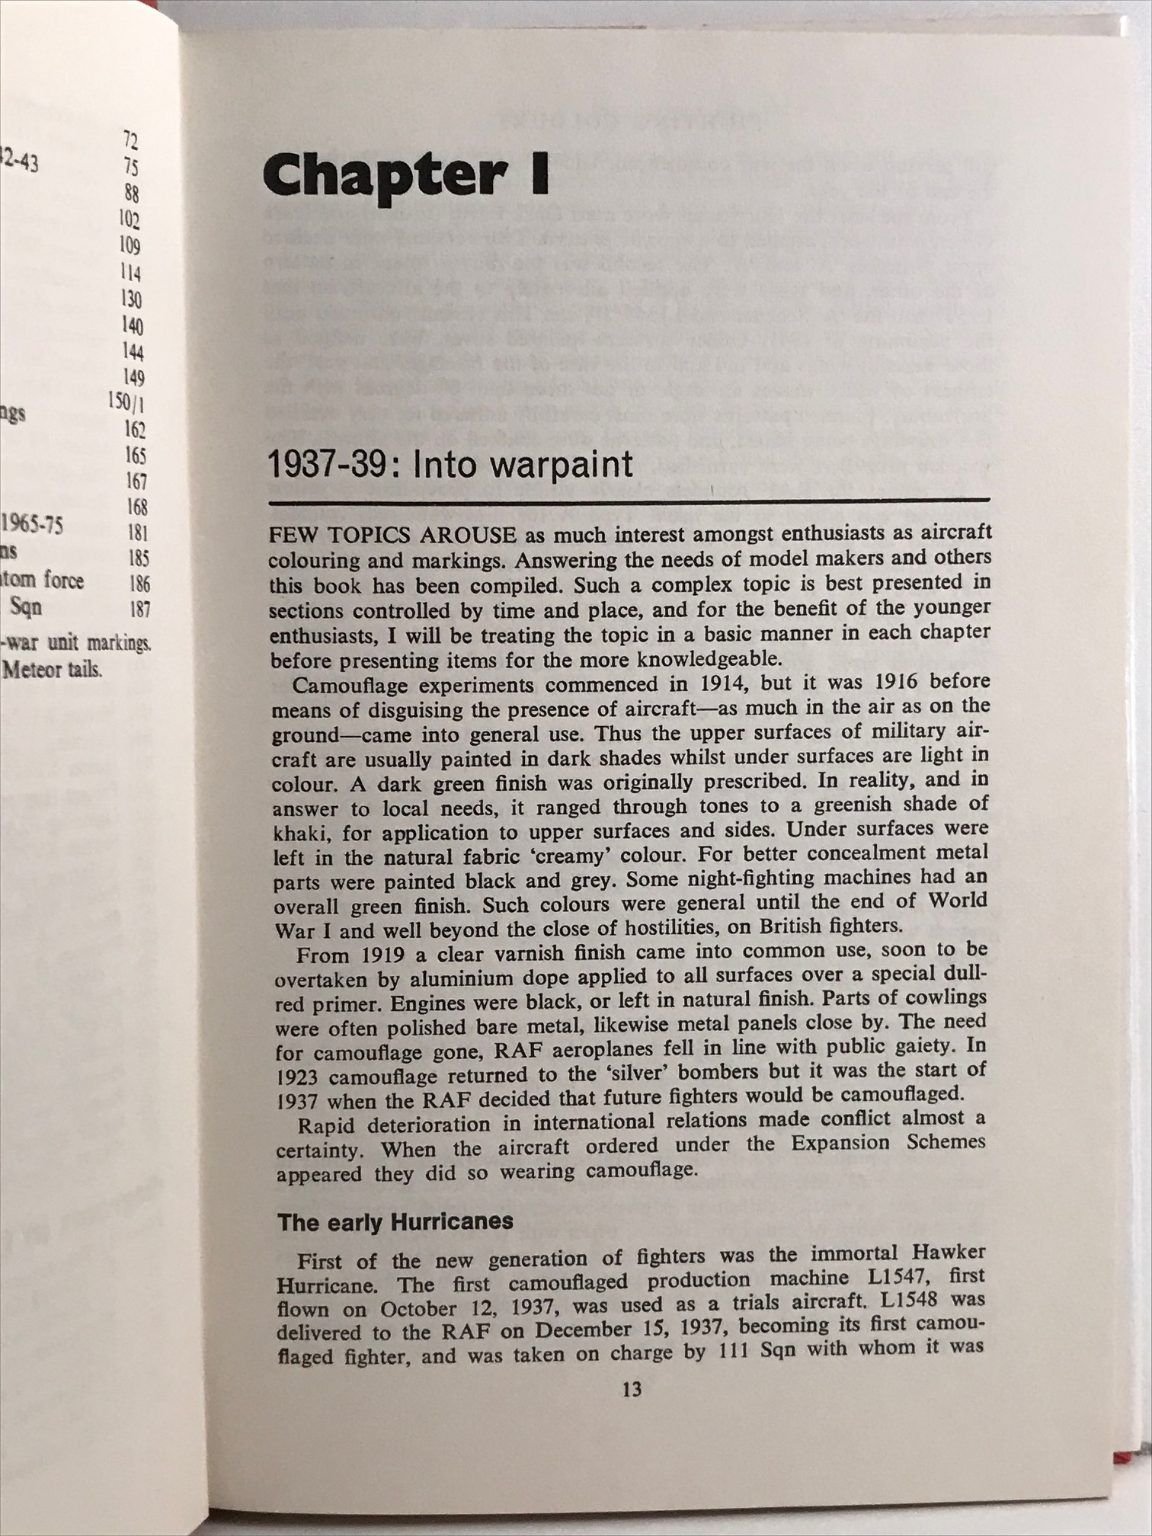 72
42-43 75
88
102
109
114
130
140
144
149
ngs 150/1
162
165
167
168
1965-75 181
ns 185
tom force 186
Sqn 187
-war unit markings.
Meteor tails.
Chapter I
1937-39: Into warpaint
FEW TOPICS AROUSE as much interest amongst enthusiasts as aircraft
colouring and markings. Answering the needs of model makers and others
this book has been compiled. Such a complex topic is best presented in
sections controlled by time and place, and for the benefit of the younger
enthusiasts, I will be treating the topic in a basic manner in each chapter
before presenting items for the more knowledgeable.
Camouflage experiments commenced in 1914, but it was 1916 before
means of disguising the presence of aircraft—as much in the air as on the
ground—came into general use. Thus the upper surfaces of military air-
craft are usually painted in dark shades whilst under surfaces are light in
colour. A dark green finish was originally prescribed. In reality, and in
answer to local needs, it ranged through tones to a greenish shade of
khaki, for application to upper surfaces and sides. Under surfaces were
left in the natural fabric ‘creamy’ colour. For better concealment metal
parts were painted black and grey. Some night-fighting machines had an
overall green finish. Such colours were general until the end of World
War I and well beyond the close of hostilities, on British fighters.
From 1919 a clear varnish finish came into common use, soon to be
overtaken by aluminium dope applied to all surfaces over a special dull-
red primer. Engines were black, or left in natural finish. Parts of cowlings
were often polished bare metal, likewise metal panels close by. The need
for camouflage gone, RAF aeroplanes fell in line with public gaiety. In
1923 camouflage returned to the ‘silver’ bombers but it was the start of
1937 when the RAF decided that future fighters would be camouflaged.
Rapid deterioration in international relations made conflict almost a
certainty. When the aircraft ordered under the Expansion Schemes
appeared they did so wearing camouflage.
The early Hurricanes
First of the new generation of fighters was the immortal Hawker
Hurricane. The first camouflaged production machine L1547, first
flown on October 12, 1937, was used as a trials aircraft. L1548 was
delivered to the RAF on December 15, 1937, becoming its first camou-
flaged fighter, and was taken on charge by 111 Sqn with whom it was
13